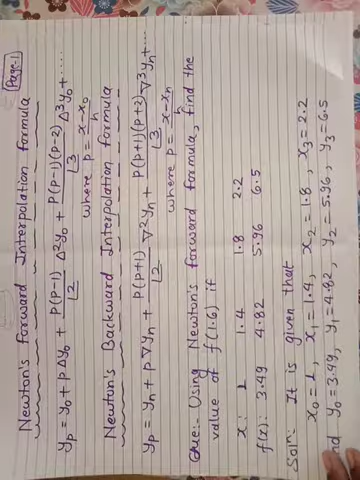 Page-1
Newton's Forward Interpolation formula
yp = y0 + pΔy0 + p(p-1)/⌊2 Δ²y0 + p(p-1)(p-2)/⌊3 Δ³y0 + ....
where p = x-x0/h
Newton's Backward Interpolation formula
yp = yn + p∇yn + p(p+1)/⌊2 ∇²yn + p(p+1)(p+2)/⌊3 ∇³yn + ...
where p = x-xn/h
Que:- Using Newton's forward formula, find the
value of f(1.6) if
x: 1 1.4 1.8 2.2
f(x): 3.49 4.82 5.96 6.5
Soln: It is given that
x0 = 1, x1 = 1.4, x2 = 1.8, x3 = 2.2
and y0 = 3.49, y1 = 4.82, y2 = 5.96, y3 = 6.5